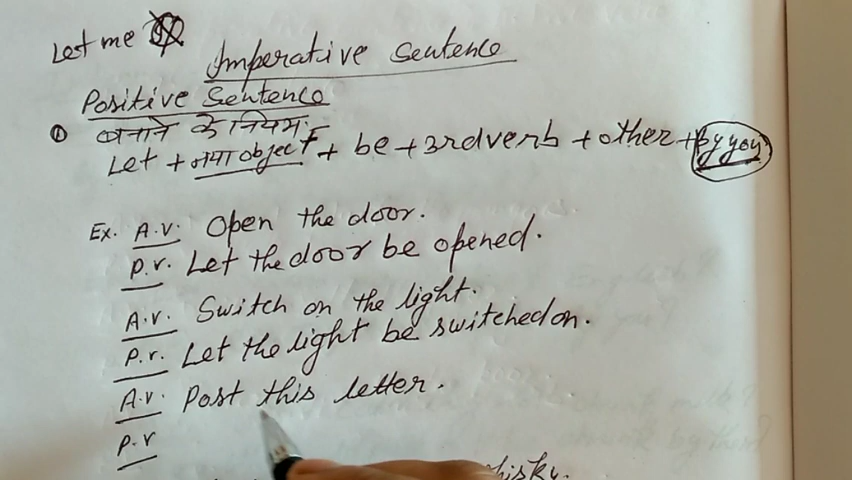 Let me
Imperative Sentence
Positive Sentence
① बनाने के नियम:
Let + नया object + be + 3rd verb + other + by you
Ex. A.V. Open the door.
P.V. Let the door be opened.
A.V. Switch on the light.
P.V. Let the light be switched on.
A.V. Post this letter.
P.V
whisky.